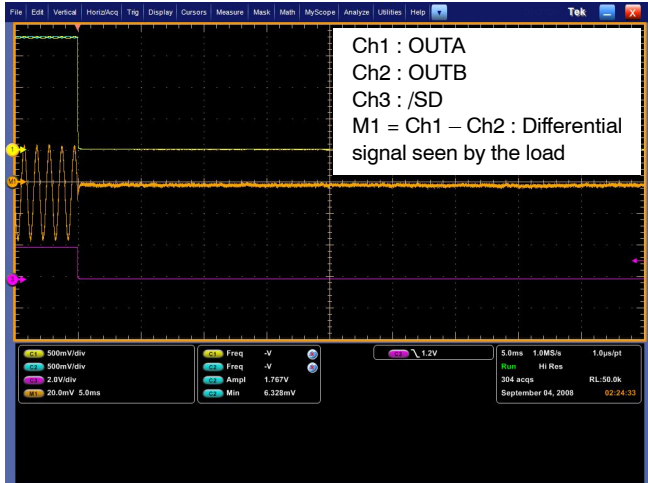 File Edit Vertical Horiz/Acq Trig Display Cursors Measure Mask Math MyScope Analyze Utilities Help Tek
Ch1 : OUTA
Ch2 : OUTB
Ch3 : /SD
M1 = Ch1 – Ch2 : Differential
signal seen by the load
1
M1
3
C1 500mV/div
C2 500mV/div
C3 2.0V/div
M1 20.0mV 5.0ms
C1 Freq -V
C2 Freq -V
C2 Ampl 1.767V
C2 Min 6.328mV
C3 1.2V
5.0ms 1.0MS/s 1.0µs/pt
Run Hi Res
304 acqs RL:50.0k
September 04, 2008 02:24:33